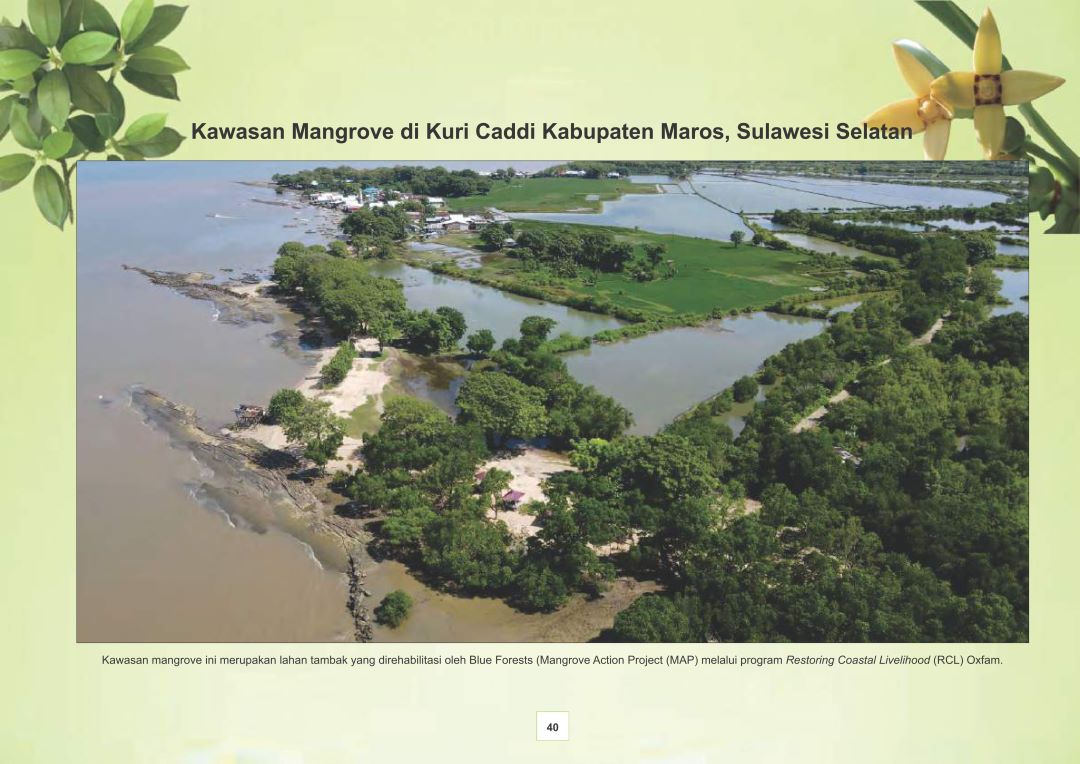 Kawasan Mangrove di Kuri Caddi Kabupaten Maros, Sulawesi Selatan
Kawasan mangrove ini merupakan lahan tambak yang direhabilitasi oleh Blue Forests (Mangrove Action Project (MAP) melalui program Restoring Coastal Livelihood (RCL) Oxfam.
40